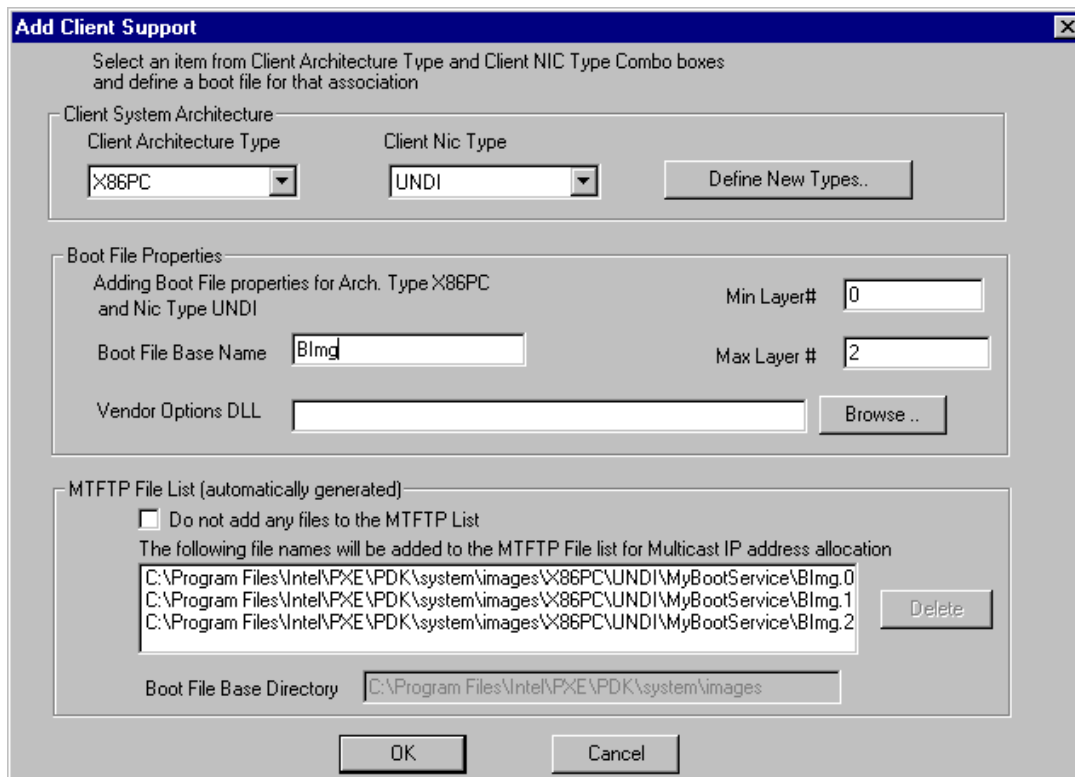 Add Client Support
Select an item from Client Architecture Type and Client NIC Type Combo boxes
and define a boot file for that association
Client System Architecture
Client Architecture Type
Client Nic Type
X86PC
UNDI
Define New Types..
Boot File Properties
Adding Boot File properties for Arch. Type X86PC
and Nic Type UNDI
Min Layer#
0
Boot File Base Name
BImg
Max Layer #
2
Vendor Options DLL
Browse ..
MTFTP File List (automatically generated)
Do not add any files to the MTFTP List
The following file names will be added to the MTFTP File list for Multicast IP address allocation
C:\Program Files\Intel\PXE\PDK\system\images\X86PC\UNDI\MyBootService\BImg.0
C:\Program Files\Intel\PXE\PDK\system\images\X86PC\UNDI\MyBootService\BImg.1
C:\Program Files\Intel\PXE\PDK\system\images\X86PC\UNDI\MyBootService\BImg.2
Delete
Boot File Base Directory
C:\Program Files\Intel\PXE\PDK\system\images
OK
Cancel